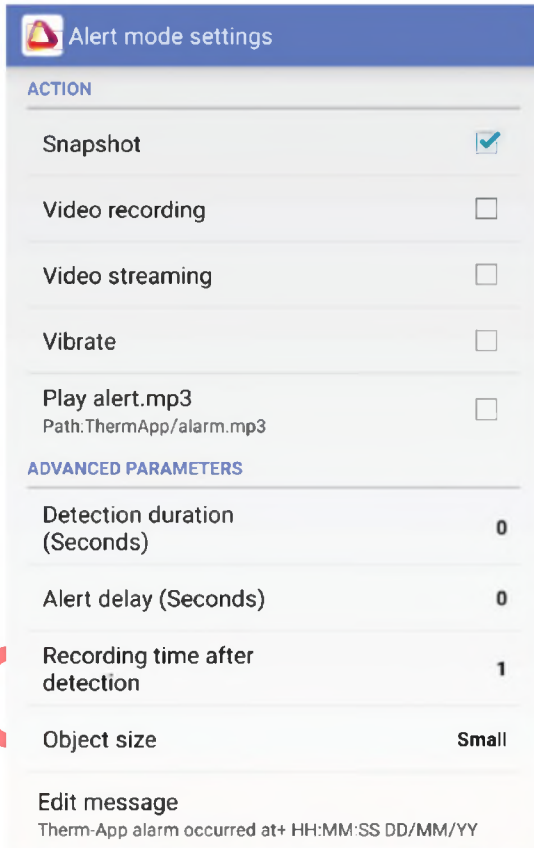 Alert mode settings
ACTION
Snapshot
Video recording
Video streaming
Vibrate
Play alert.mp3
Path:ThermApp/alarm.mp3
ADVANCED PARAMETERS
Detection duration
(Seconds) 0
Alert delay (Seconds) 0
Recording time after
detection 1
Object size Small
Edit message
Therm-App alarm occurred at+ HH:MM:SS DD/MM/YY